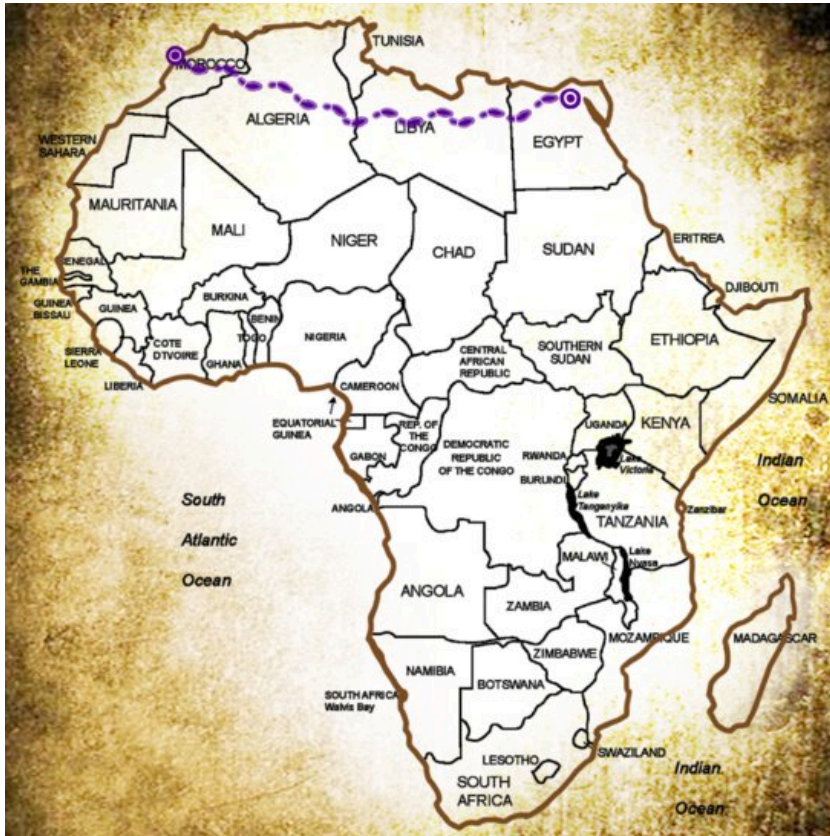 TUNISIA
MOROCCO
ALGERIA
LIBYA
EGYPT
WESTERN
SAHARA
MAURITANIA
MALI
NIGER
CHAD
SUDAN
ERITREA
SENEGAL
THE
GAMBIA
DJIBOUTI
GUINEA
BISSAU
GUINEA
BURKINA
BENIN
TOGO
NIGERIA
SOUTHERN
SUDAN
ETHIOPIA
SIERRA
LEONE
COTE
D'TVOIRE
GHANA
LIBERIA
CENTRAL
AFRICAN
REPUBLIC
CAMEROON
SOMALIA
EQUATORIAL
GUINEA
REP. OF
THE
CONGO
UGANDA
KENYA
GABON
DEMOCRATIC
REPUBLIC
OF THE CONGO
RWANDA
BURUNDI
Lake
Victoria
Indian
Ocean
South
Atlantic
Ocean
ANGOLA
Lake
Tanganyika
Zanzibar
TANZANIA
MALAWI
Lake
Nyasa
ANGOLA
ZAMBIA
MOZAMBIQUE
MADAGASCAR
ZIMBABWE
NAMIBIA
BOTSWANA
SOUTH AFRICA
Walvis Bay
SWAZILAND
LESOTHO
SOUTH
AFRICA
Indian
Ocean